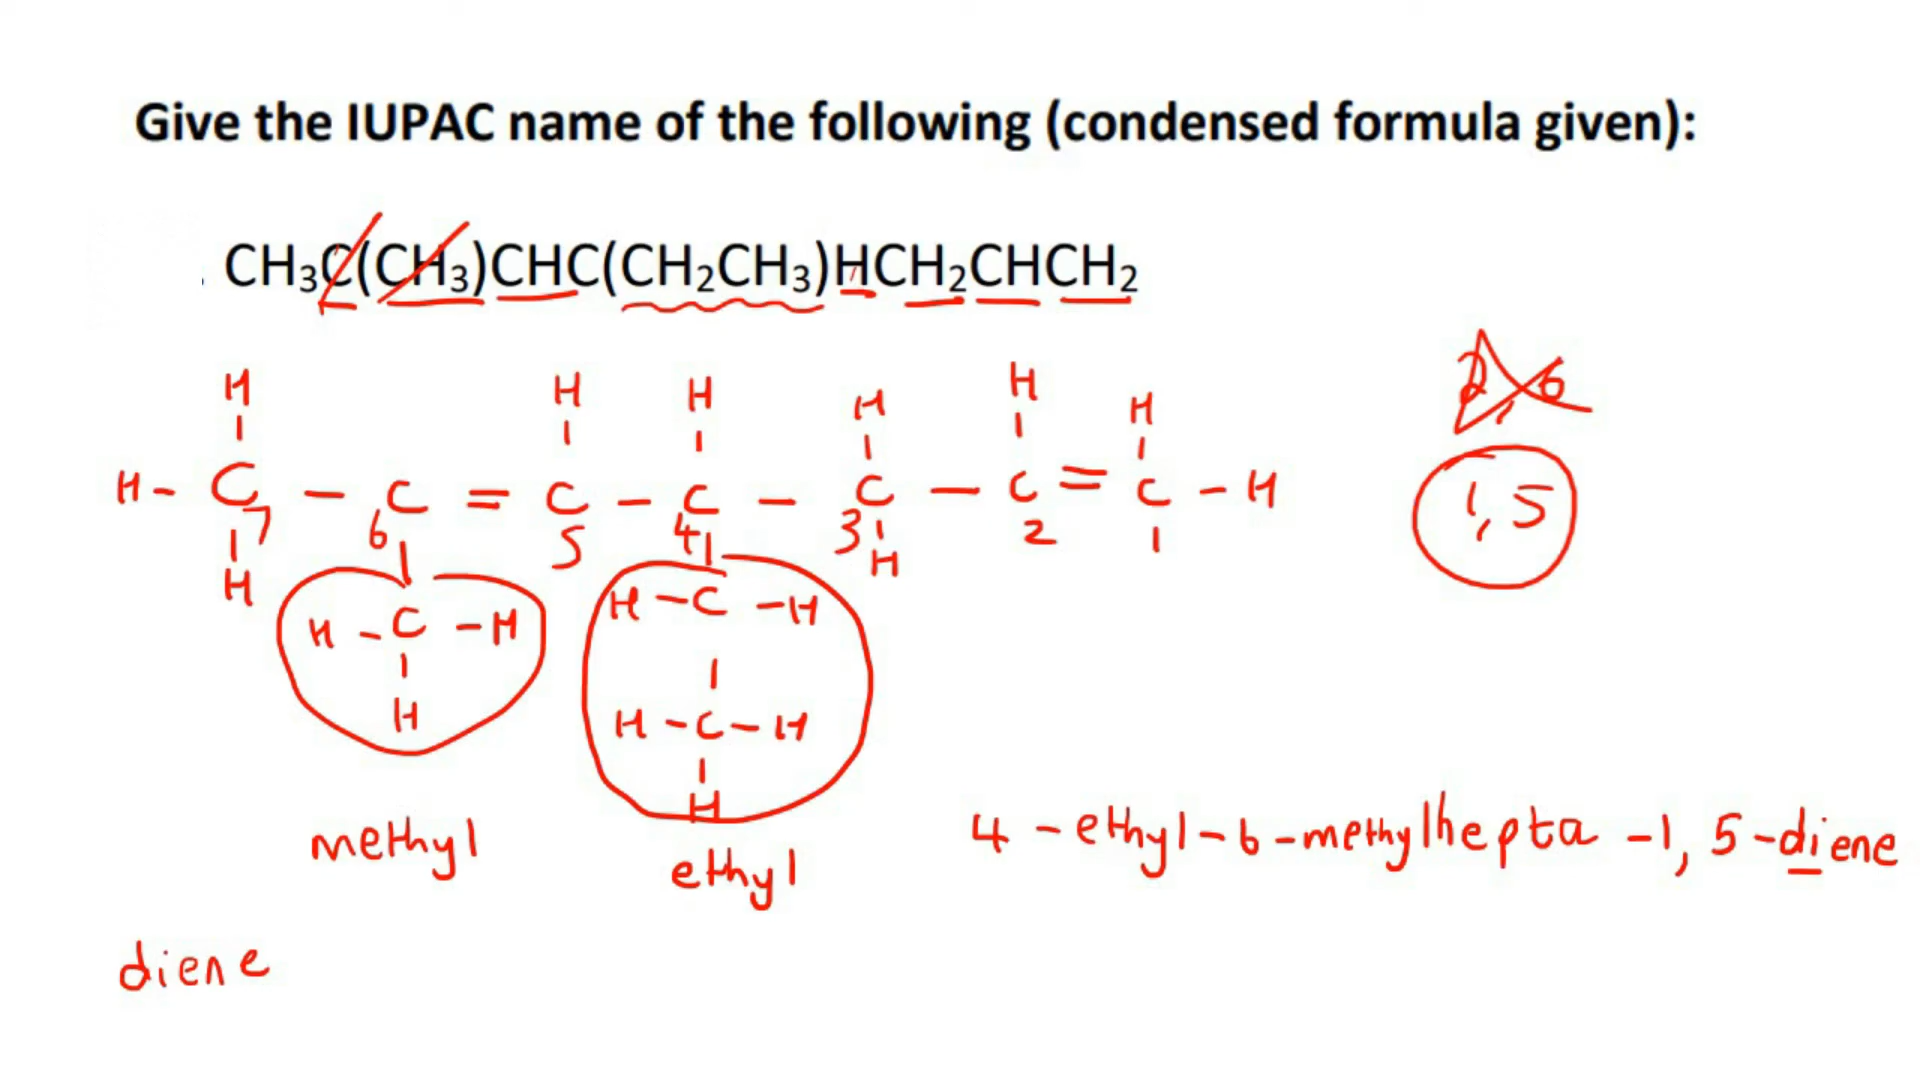 Give the IUPAC name of the following (condensed formula given):
CH₃C(CH₃)CHC(CH₂CH₃)HCH₂CHCH₂
2, 6
H H H H H H
H - C - C = C - C - C - C = C - H
7 6 5 4 3 2
1, 5
H H
H - C - H H - C - H
H H - C - H
H
methyl
ethyl
4 - ethyl - 6 - methylhepta - 1, 5 - diene
diene